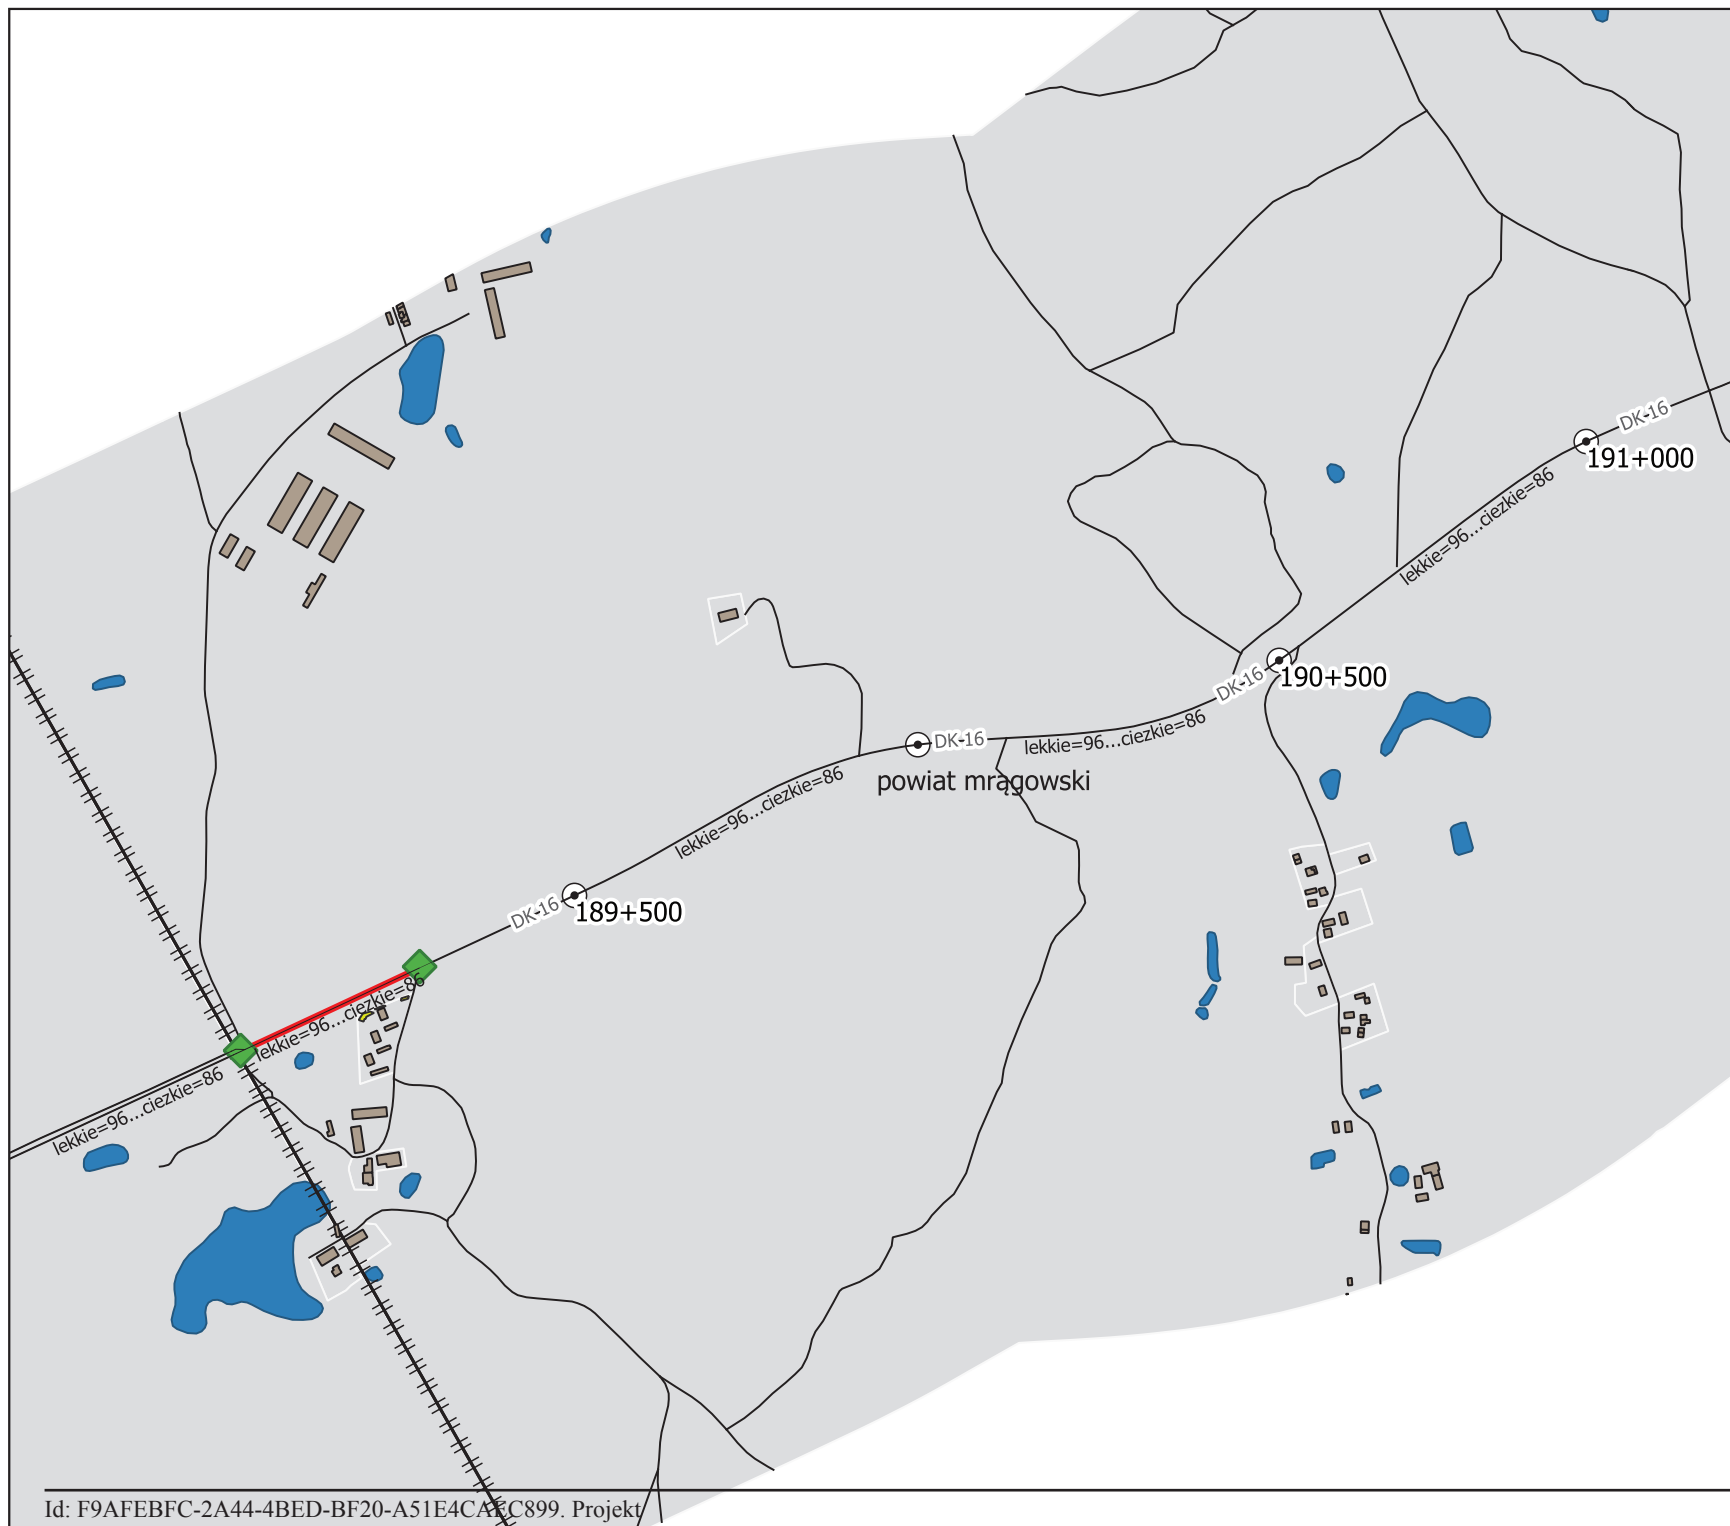 DK-16
191+000
lekkie=96...ciezkie=86
190+500
DK-16
DK-16
lekkie=96...ciezkie=86
powiat mrągowski
lekkie=96...ciezkie=86
DK-16
189+500
lekkie=96...ciezkie=86
lekkie=96...ciezkie=86
Id: F9AFEBFC-2A44-4BED-BF20-A51E4CAEC899. Projekt